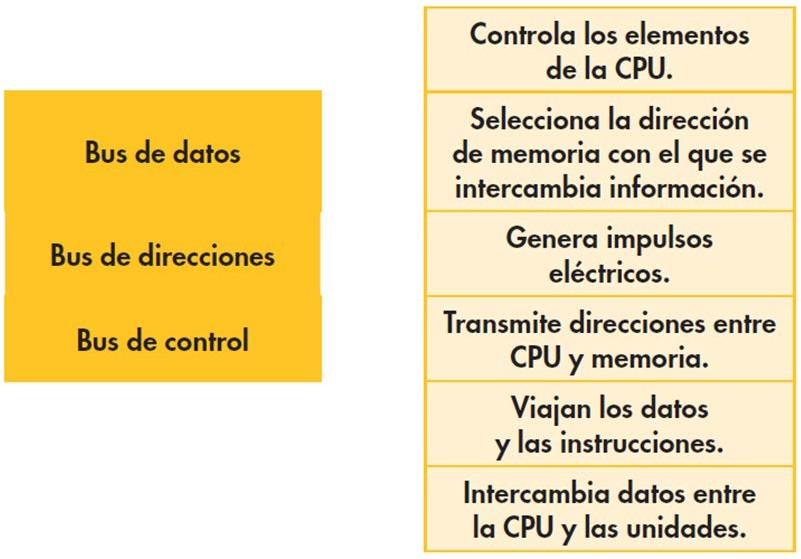 Bus de datos
Bus de direcciones
Bus de control
Controla los elementos
de la CPU.
Selecciona la dirección
de memoria con el que se
intercambia información.
Genera impulsos
eléctricos.
Transmite direcciones entre
CPU y memoria.
Viajan los datos
y las instrucciones.
Intercambia datos entre
la CPU y las unidades.